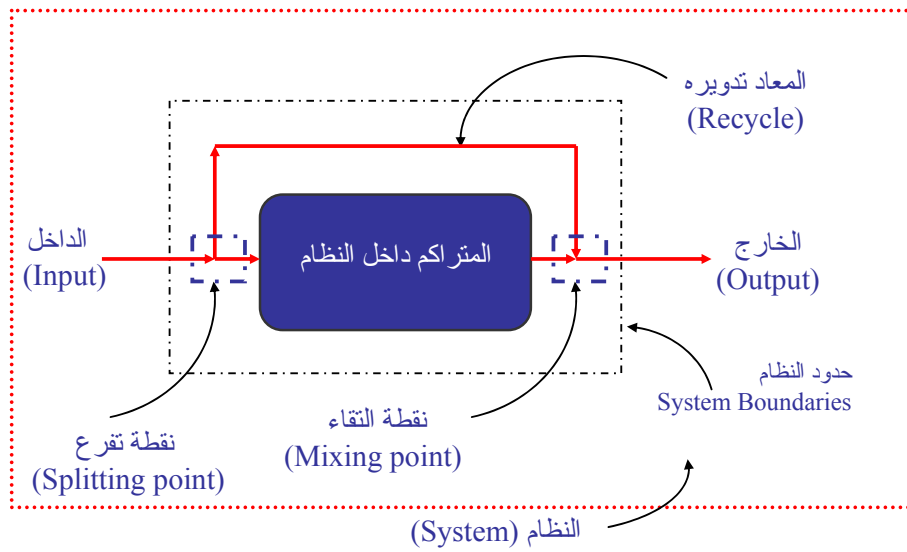 المعاد تدويره
(Recycle)
الداخل
(Input)
المتراكم داخل النظام
الخارج
(Output)
حدود النظام
System Boundaries
نقطة التقاء
(Mixing point)
نقطة تفرع
(Splitting point)
النظام (System)